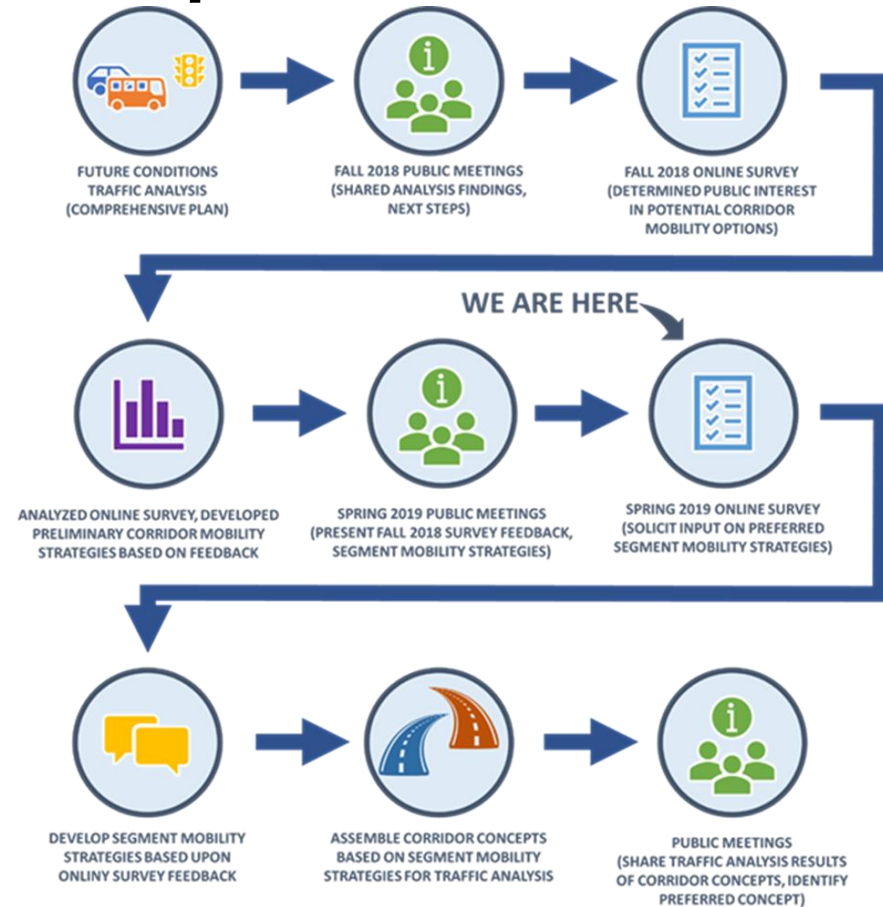 FUTURE CONDITIONS
TRAFFIC ANALYSIS
(COMPREHENSIVE PLAN)
FALL 2018 PUBLIC MEETINGS
(SHARED ANALYSIS FINDINGS,
NEXT STEPS)
FALL 2018 ONLINE SURVEY
(DETERMINED PUBLIC INTEREST
IN POTENTIAL CORRIDOR
MOBILITY OPTIONS)
WE ARE HERE
ANALYZED ONLINE SURVEY, DEVELOPED
PRELIMINARY CORRIDOR MOBILITY
STRATEGIES BASED ON FEEDBACK
SPRING 2019 PUBLIC MEETINGS
(PRESENT FALL 2018 SURVEY FEEDBACK,
SEGMENT MOBILITY STRATEGIES)
SPRING 2019 ONLINE SURVEY
(SOLICIT INPUT ON PREFERRED
SEGMENT MOBILITY STRATEGIES)
DEVELOP SEGMENT MOBILITY
STRATEGIES BASED UPON
ONLINY SURVEY FEEDBACK
ASSEMBLE CORRIDOR CONCEPTS
BASED ON SEGMENT MOBILITY
STRATEGIES FOR TRAFFIC ANALYSIS
PUBLIC MEETINGS
(SHARE TRAFFIC ANALYSIS RESULTS
OF CORRIDOR CONCEPTS, IDENTIFY
PREFERRED CONCEPT)